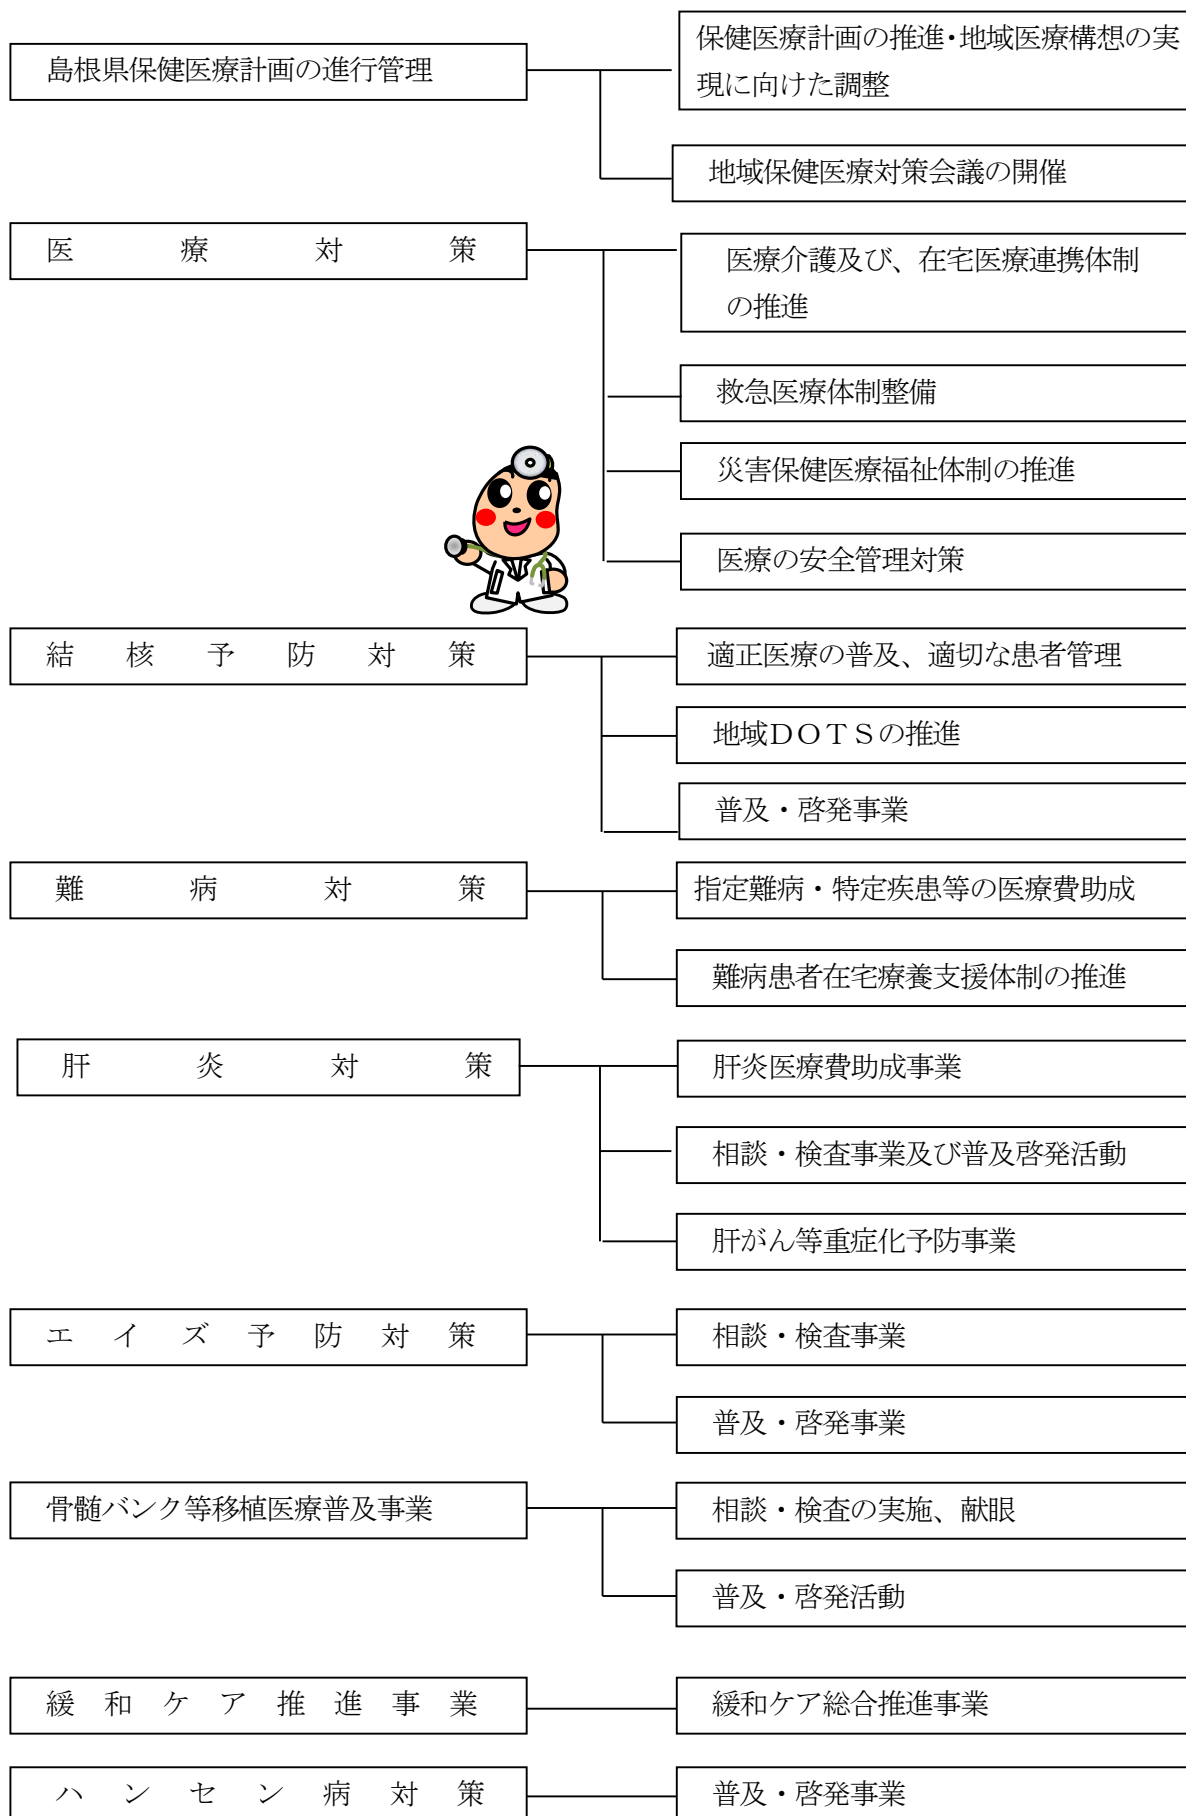 島根県保健医療計画の進行管理
保健医療計画の推進・地域医療構想の実
現に向けた調整
地域保健医療対策会議の開催
医療対策
医療介護及び、在宅医療連携体制
の推進
救急医療体制整備
災害保健医療福祉体制の推進
医療の安全管理対策
結核予防対策
適正医療の普及、適切な患者管理
地域DOTSの推進
普及・啓発事業
難病対策
指定難病・特定疾患等の医療費助成
難病患者在宅療養支援体制の推進
肝炎対策
肝炎医療費助成事業
相談・検査事業及び普及啓発活動
肝がん等重症化予防事業
エイズ予防対策
相談・検査事業
普及・啓発事業
骨髄バンク等移植医療普及事業
相談・検査の実施、献眼
普及・啓発活動
緩和ケア推進事業
緩和ケア総合推進事業
ハンセン病対策
普及・啓発事業